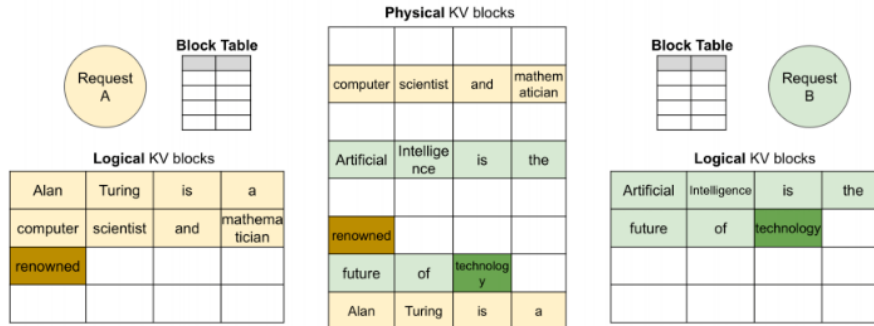 Physical KV blocks
Request
A
Block Table
computer scientist and mathem
atician
Artificial Intellige
nce is the
renowned
future of technolog
y
Alan Turing is a
Logical KV blocks
Alan Turing is a
computer scientist and mathema
tician
renowned
Block Table
Request
B
Logical KV blocks
Artificial Intelligence is the
future of technology